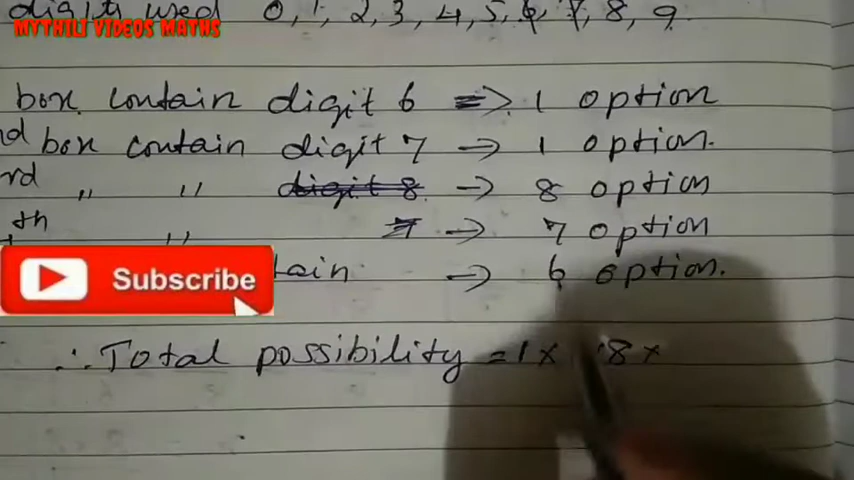 digits used 0, 1, 2, 3, 4, 5, 6, 7, 8, 9
MYTHILI VIDEOS MATHS
box contain digit 6 => 1 option
d box contain digit 7 → 1 option.
rd " " digit 8 → 8 option
th " 7 → 7 option
Subscribe
tain → 6 option.
∴ Total possibility = 1 × 8 ×